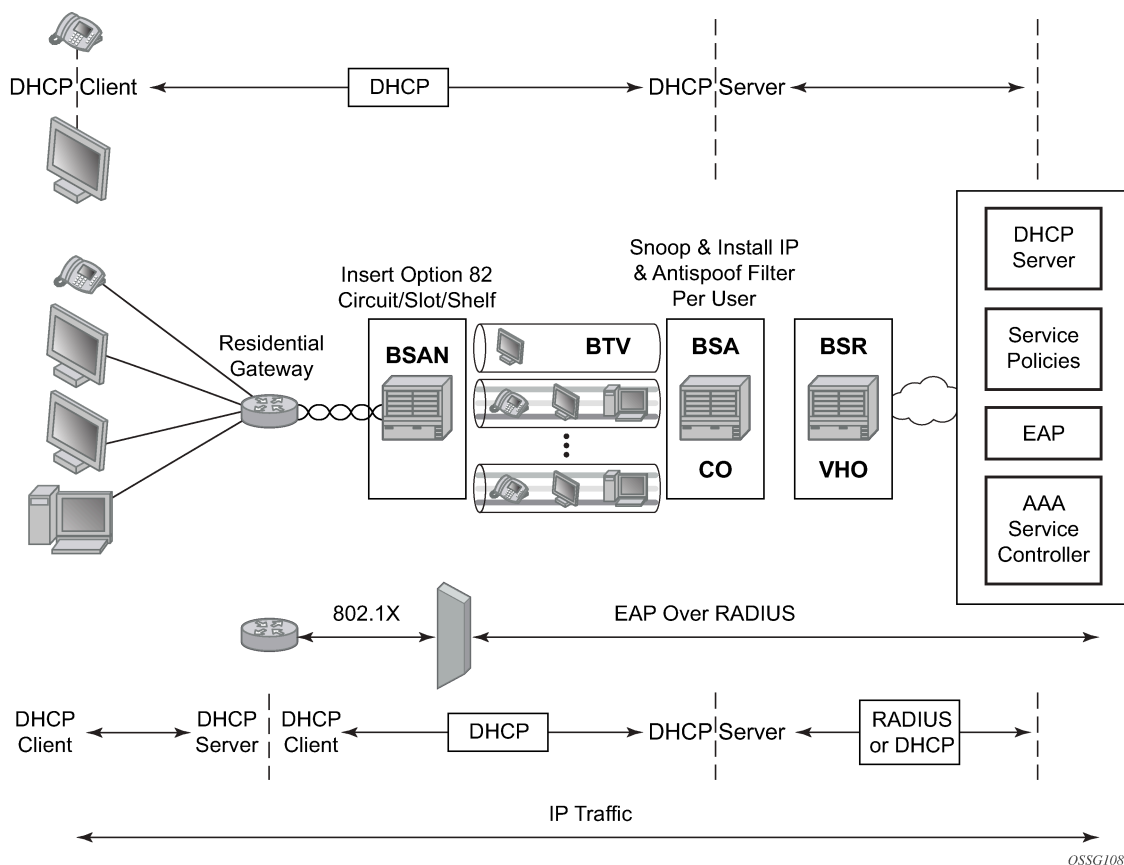 DHCP Client
DHCP
DHCP Server
Snoop & Install IP
& Antispoof Filter
Per User
Insert Option 82
Circuit/Slot/Shelf
Residential
Gateway
BSAN
BTV
BSA
CO
BSR
VHO
DHCP
Server
Service
Policies
EAP
AAA
Service
Controller
802.1X
EAP Over RADIUS
DHCP
Client
DHCP
Server
DHCP
Client
DHCP
DHCP Server
RADIUS
or DHCP
IP Traffic
OSSG108